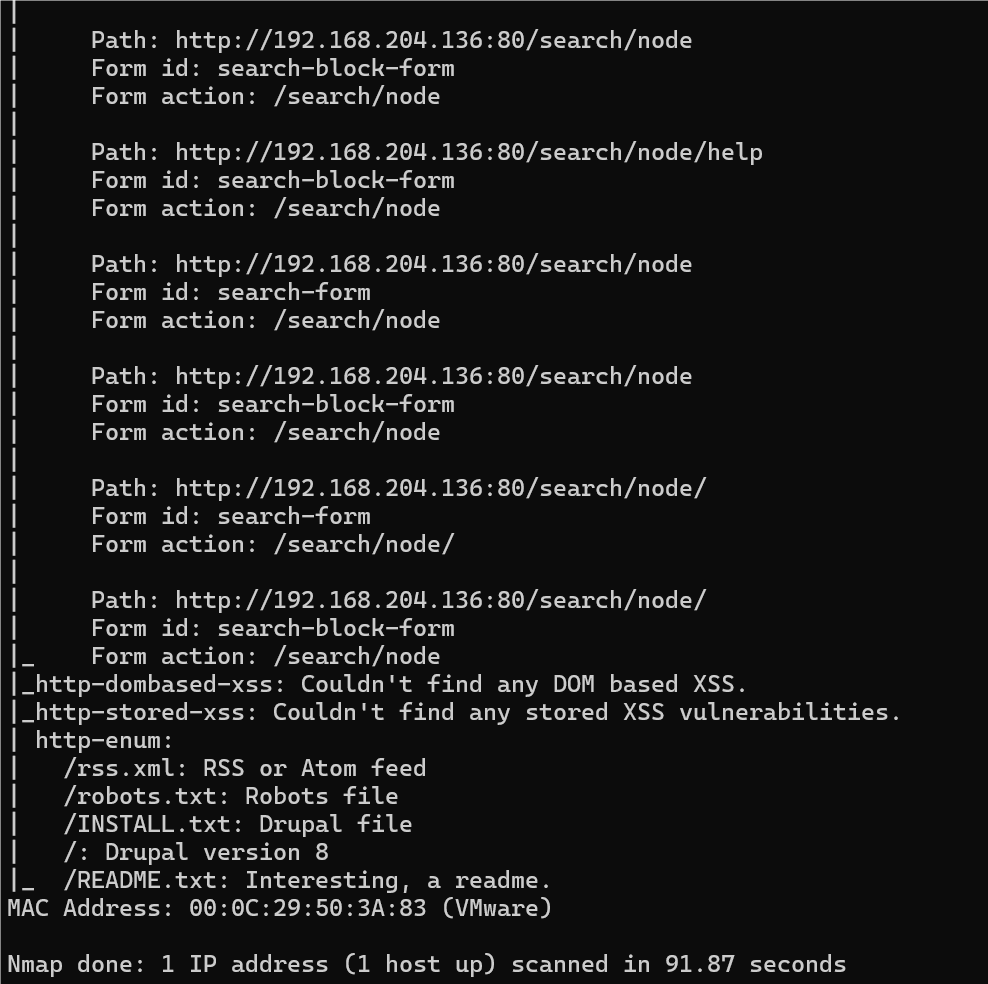 |
|     Path: http://192.168.204.136:80/search/node
|     Form id: search-block-form
|     Form action: /search/node
|
|     Path: http://192.168.204.136:80/search/node/help
|     Form id: search-block-form
|     Form action: /search/node
|
|     Path: http://192.168.204.136:80/search/node
|     Form id: search-form
|     Form action: /search/node
|
|     Path: http://192.168.204.136:80/search/node
|     Form id: search-block-form
|     Form action: /search/node
|
|     Path: http://192.168.204.136:80/search/node/
|     Form id: search-form
|     Form action: /search/node/
|
|     Path: http://192.168.204.136:80/search/node/
|     Form id: search-block-form
|_    Form action: /search/node
|_http-dombased-xss: Couldn't find any DOM based XSS.
|_http-stored-xss: Couldn't find any stored XSS vulnerabilities.
| http-enum:
|   /rss.xml: RSS or Atom feed
|   /robots.txt: Robots file
|   /INSTALL.txt: Drupal file
|   /: Drupal version 8
|_  /README.txt: Interesting, a readme.
MAC Address: 00:0C:29:50:3A:83 (VMware)

Nmap done: 1 IP address (1 host up) scanned in 91.87 seconds